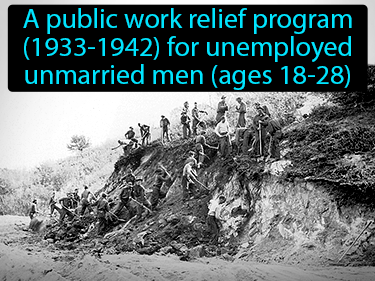 A public work relief program
(1933-1942) for unemployed
unmarried men (ages 18-28)